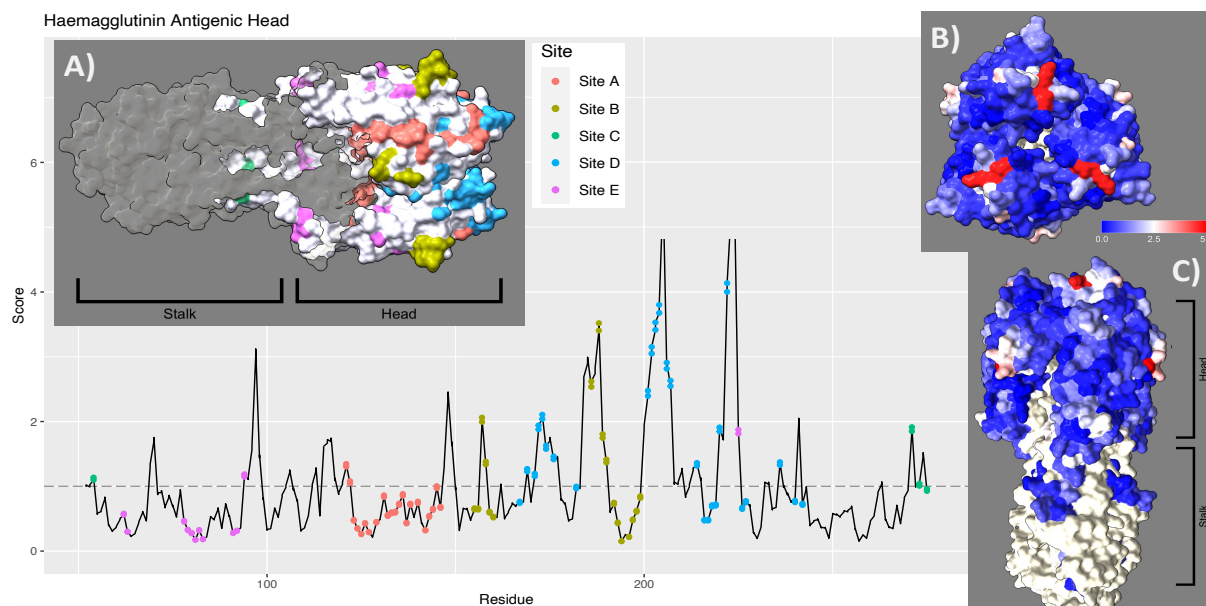 Haemagglutinin Antigenic Head
A)
Stalk
Head
Site
Site A
Site B
Site C
Site D
Site E
B)
0.0
2.5
5
C)
Head
Stalk
Score
6
4
2
0
100
200
Residue